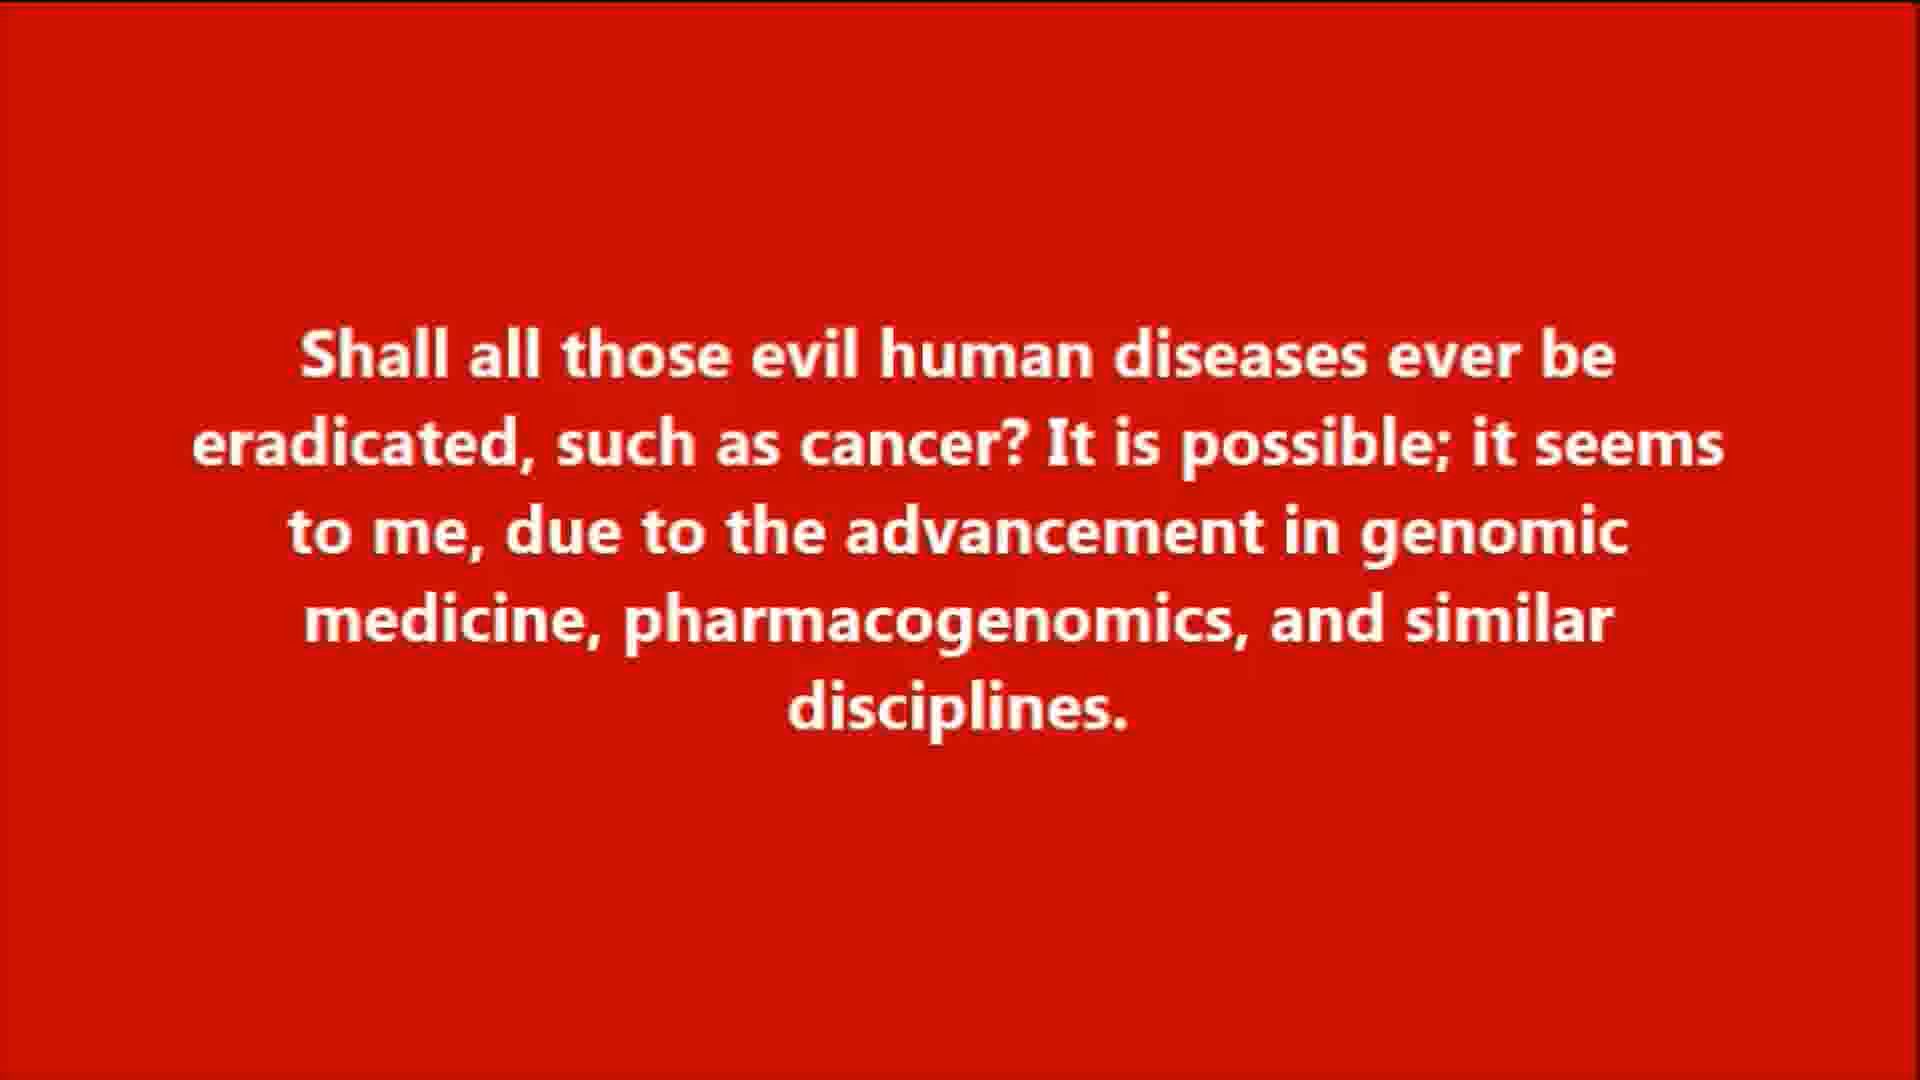 Shall all those evil human diseases ever be
eradicated, such as cancer? It is possible; it seems
to me, due to the advancement in genomic
medicine, pharmacogenomics, and similar
disciplines.